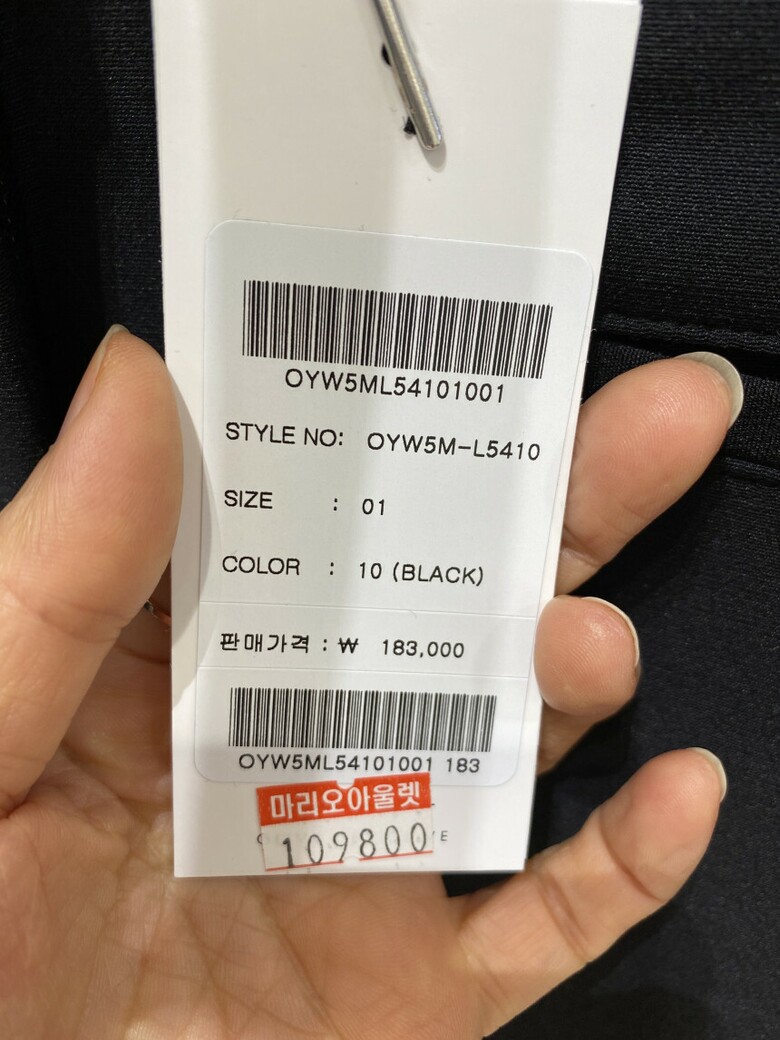 OYW5ML54101001
STYLE NO: OYW5M-L5410
SIZE : 01
COLOR : 10 (BLACK)
판매가격 : ₩ 183,000
OYW5ML54101001 183
마리오아울렛
109800